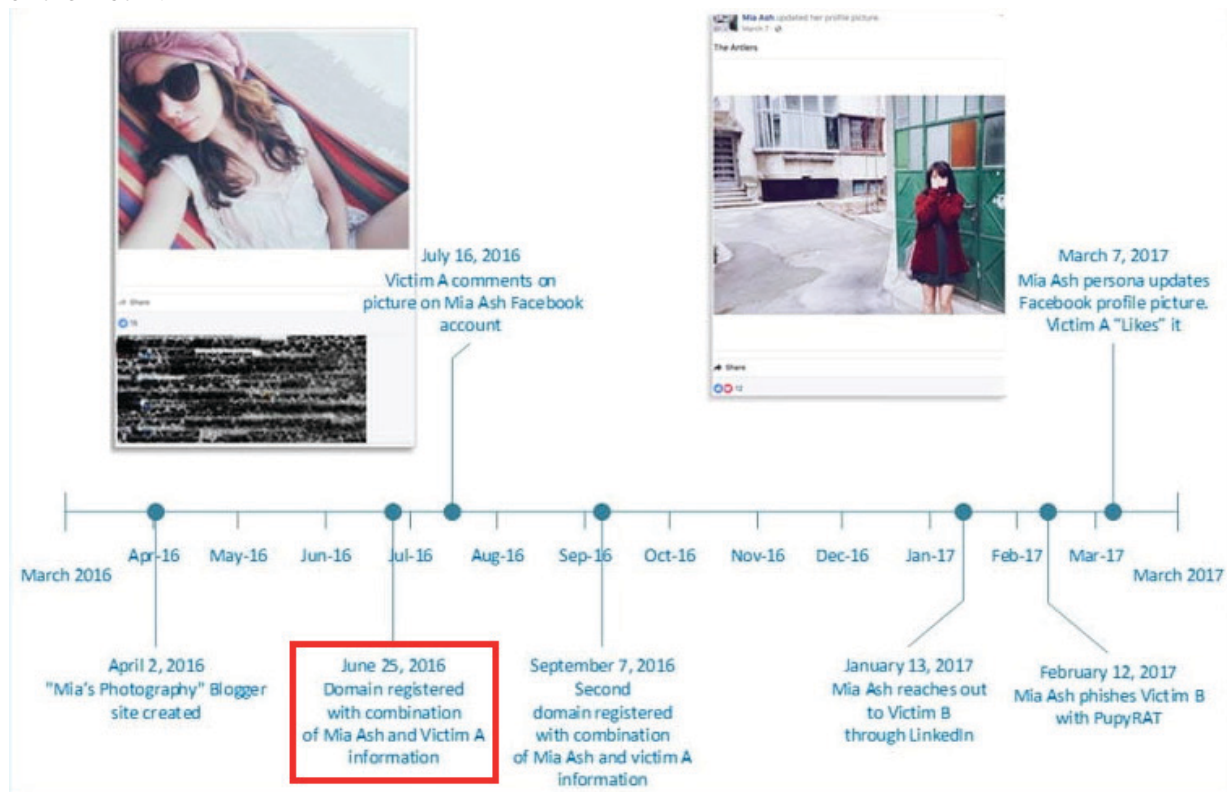 Mia Ash updated her profile picture.
March 7
The Antlers
July 16, 2016
Victim A comments on
picture on Mia Ash Facebook
account
Share
15
March 7, 2017
Mia Ash persona updates
Facebook profile picture.
Victim A "Likes" it
Share
12
Apr-16
May-16
Jun-16
Jul-16
Aug-16
Sep-16
Oct-16
Nov-16
Dec-16
Jan-17
Feb-17
Mar-17
March 2016
March 2017
April 2, 2016
"Mia's Photography" Blogger
site created
June 25, 2016
Domain registered
with combination
of Mia Ash and Victim A
information
September 7, 2016
Second
domain registered
with combination
of Mia Ash and victim A
information
January 13, 2017
Mia Ash reaches out
to Victim B
through LinkedIn
February 12, 2017
Mia Ash phishes Victim B
with PupyRAT